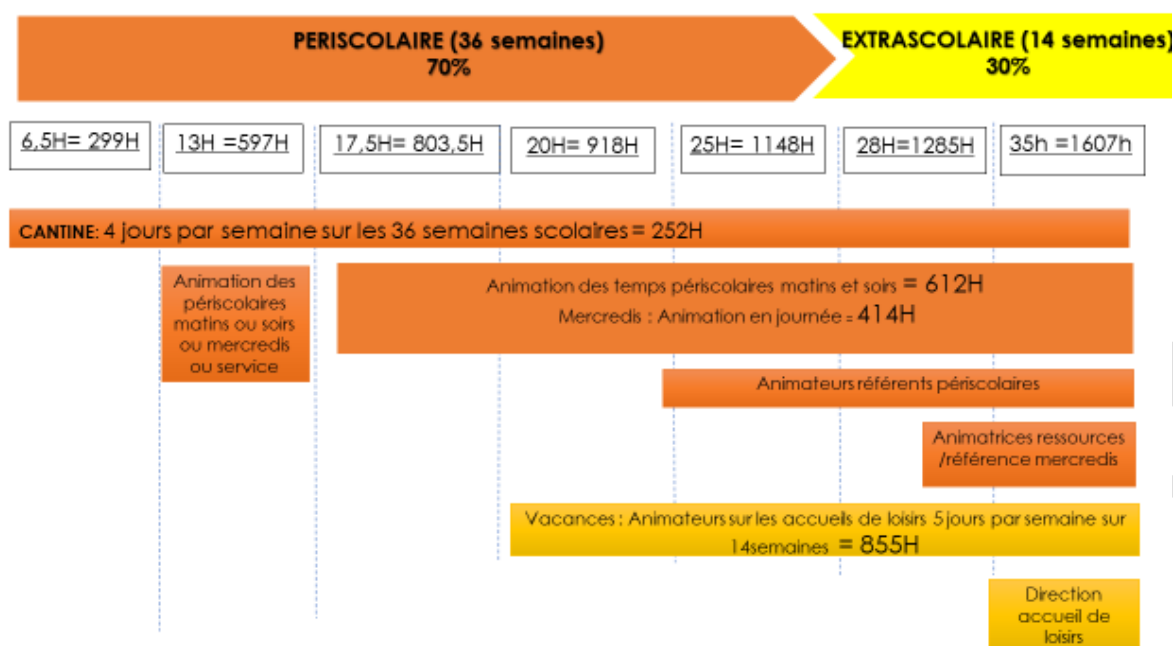 PERISCOLAIRE (36 semaines)
70%
EXTRASCOLAIRE (14 semaines)
30%
6,5H= 299H
13H =597H
17,5H= 803,5H
20H= 918H
25H= 1148H
28H=1285H
35h =1607h
CANTINE: 4 jours par semaine sur les 36 semaines scolaires = 252H
Animation des
périscolaires
matins ou soirs
ou mercredis
ou service
Animation des temps périscolaires matins et soirs = 612H
Mercredis : Animation en journée = 414H
Animateurs référents périscolaires
Animatrices ressources
/référence mercredis
Vacances : Animateurs sur les accueils de loisirs 5 jours par semaine sur
14semaines = 855H
Direction
accueil de
loisirs